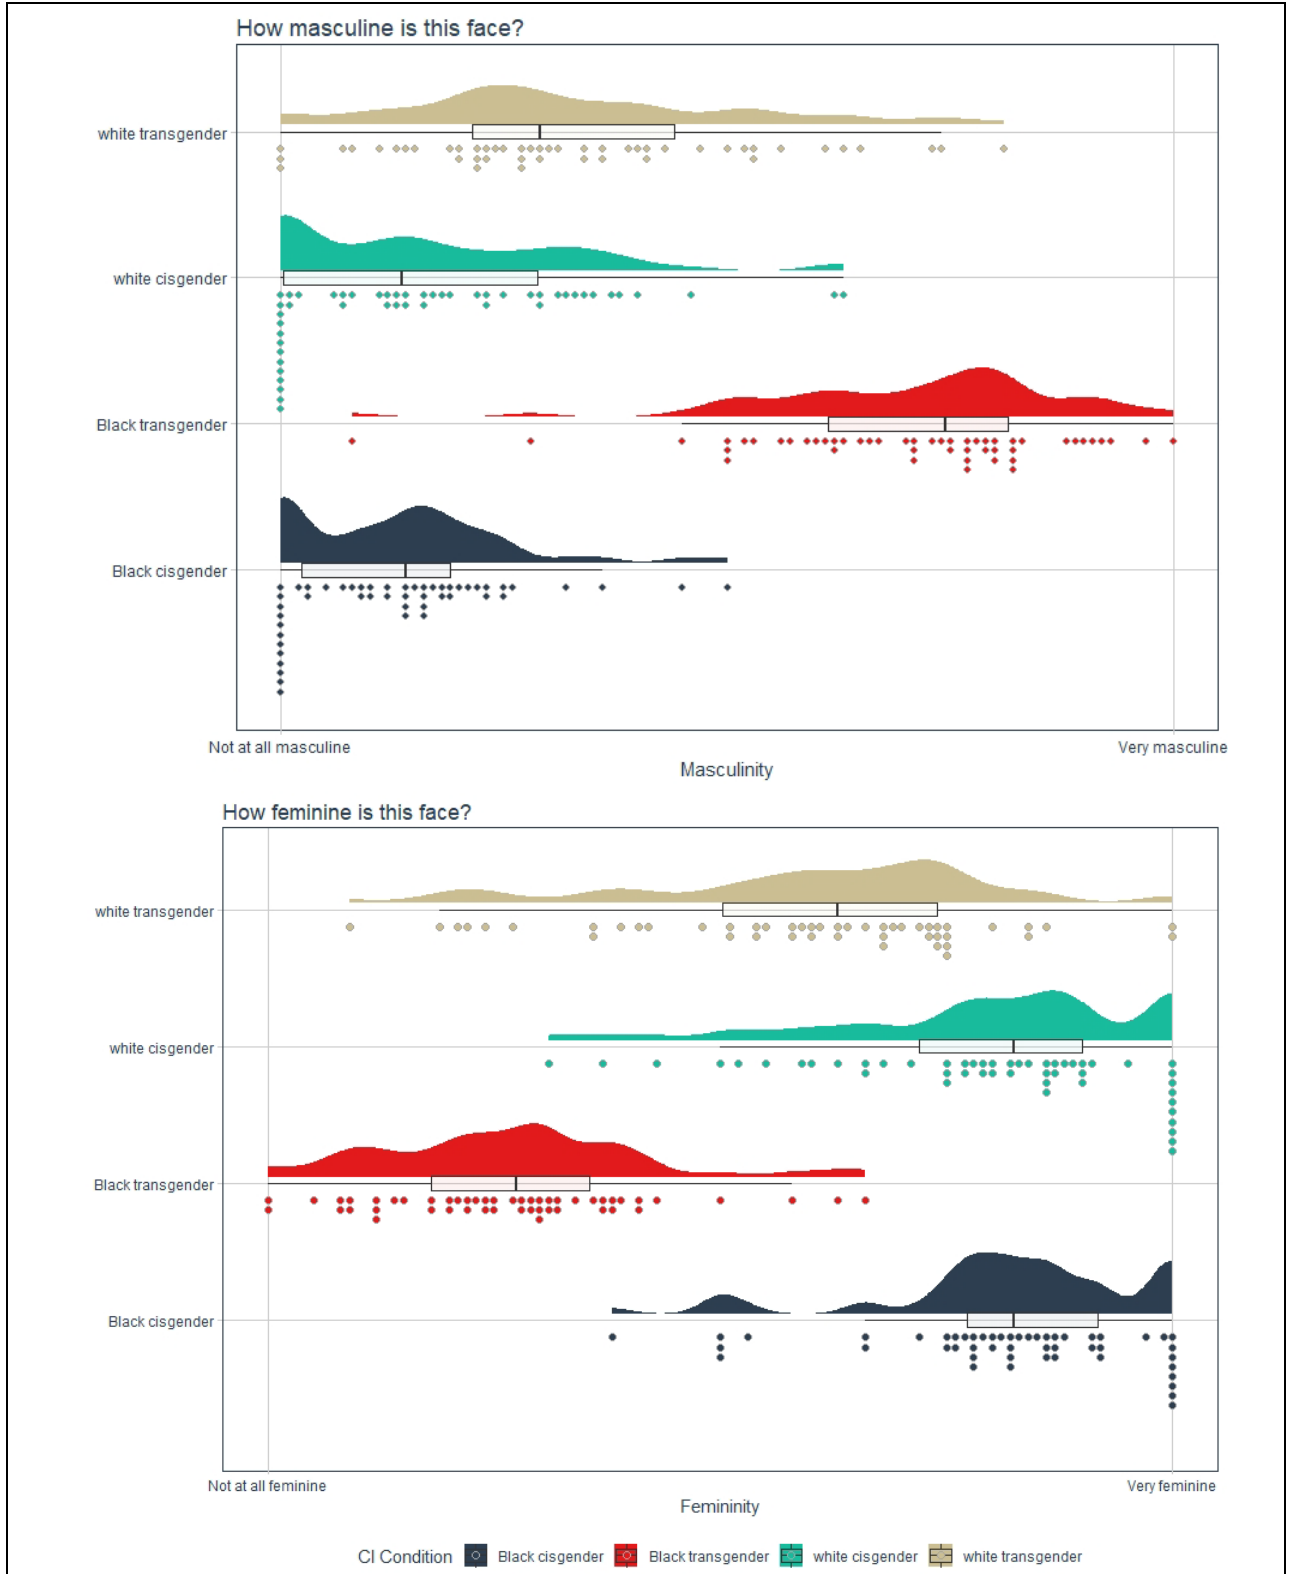 How masculine is this face?
white transgender
white cisgender
Black transgender
Black cisgender
Not at all masculine
Very masculine
Masculinity
How feminine is this face?
white transgender
white cisgender
Black transgender
Black cisgender
Not at all feminine
Very feminine
Femininity
CI Condition Black cisgender Black transgender white cisgender white transgender